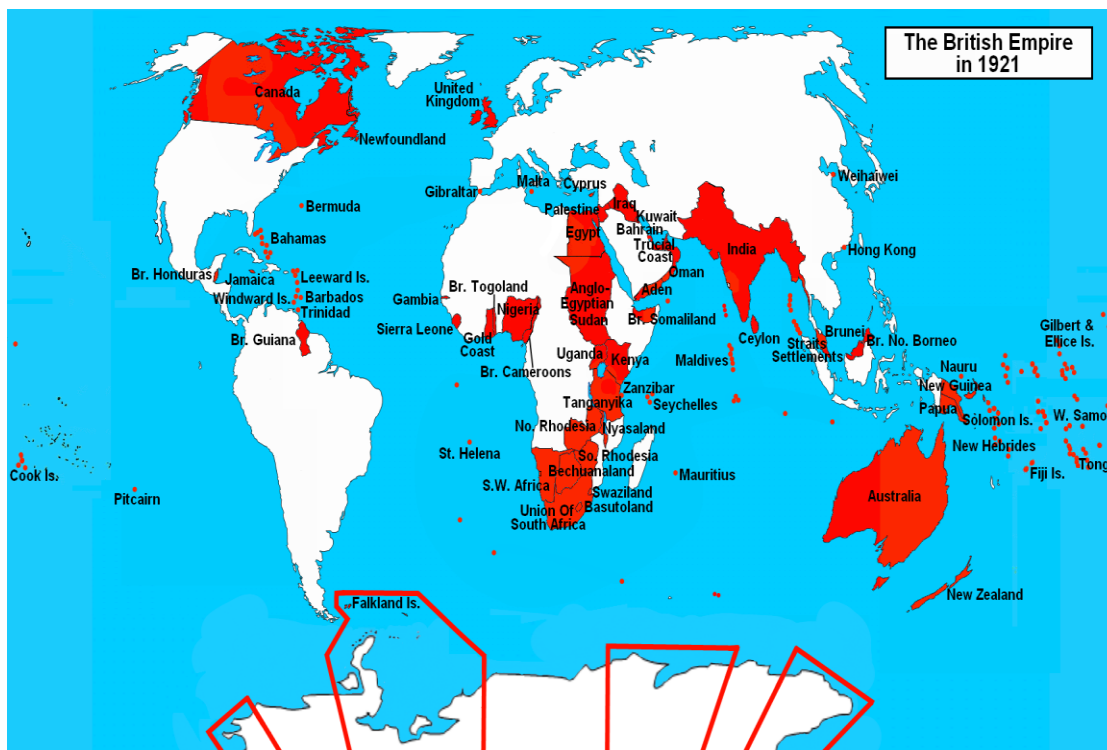 The British Empire
in 1921
Canada
United
Kingdom
Newfoundland
Gibraltar
Malta
Cyprus
Weihaiwei
Bermuda
Palestine
Iraq
Kuwait
Bahamas
Egypt
Bahrain
Trucial
Coast
India
Hong Kong
Br. Honduras
Jamaica
Leeward Is.
Oman
Windward Is.
Barbados
Trinidad
Gambia
Br. Togoland
Nigeria
Anglo-
Egyptian
Sudan
Aden
Br. Somaliland
Sierra Leone
Gold
Coast
Br. Guiana
Br. Cameroons
Uganda
Kenya
Maldives
Ceylon
Straits
Settlements
Brunei
Br. No. Borneo
Gilbert &
Ellice Is.
Nauru
New Guinea
Papua
Solomon Is.
W. Samo
Zanzibar
Tanganyika
Seychelles
No. Rhodesia
Nyasaland
New Hebrides
St. Helena
So. Rhodesia
Bechuanaland
Mauritius
Fiji Is.
Tong
Cook Is.
Pitcairn
S.W. Africa
Swaziland
Basutoland
Union Of
South Africa
Australia
New Zealand
Falkland Is.